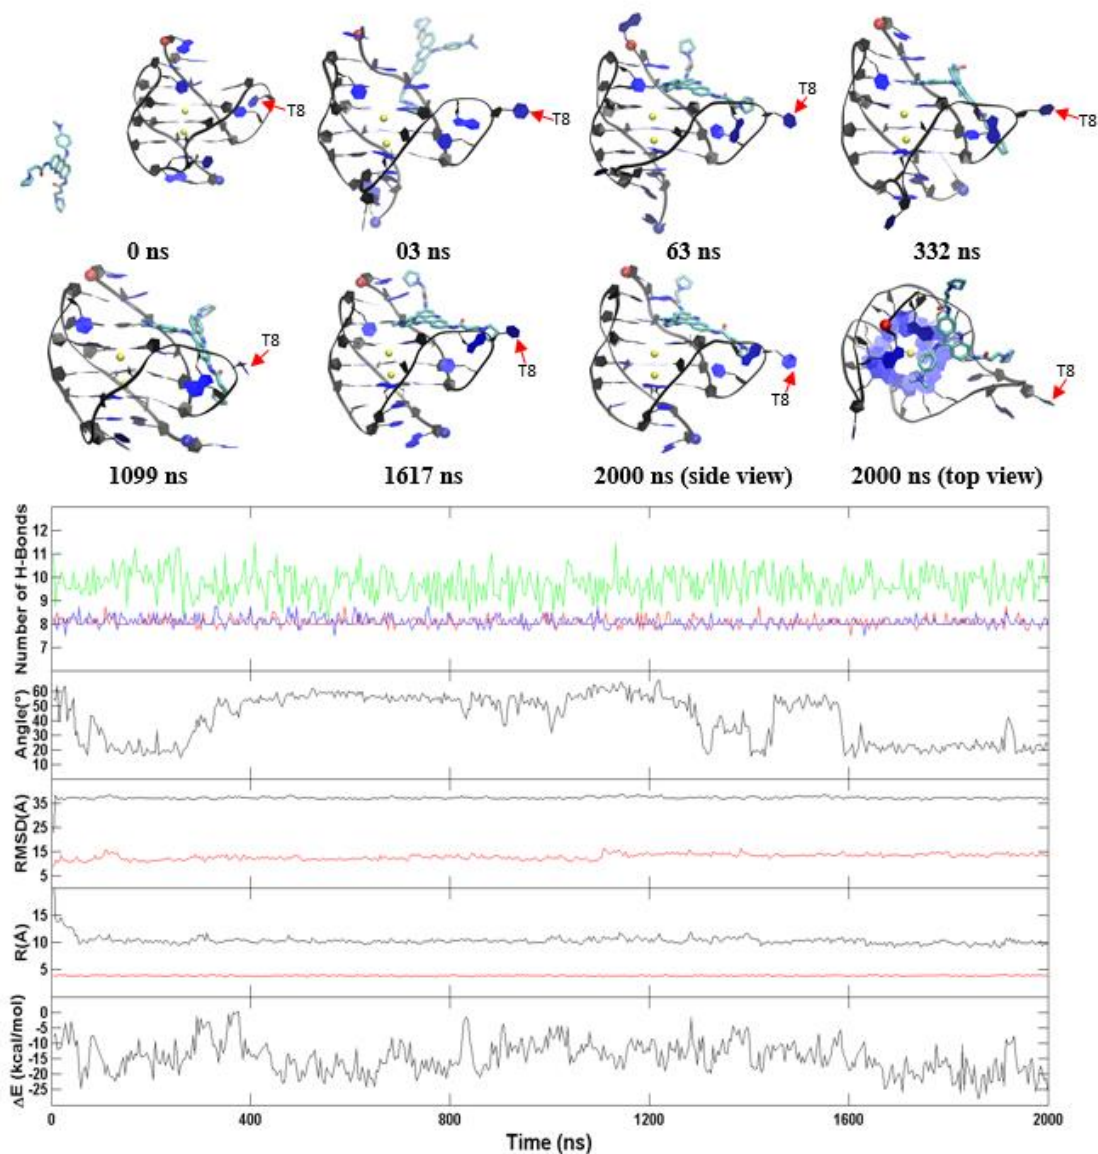 T8
T8
T8
T8
0 ns
03 ns
63 ns
332 ns
T8
T8
T8
T8
1099 ns
1617 ns
2000 ns (side view)
2000 ns (top view)
Number of H-Bonds
12
11
10
9
8
7
Angle(°)
60
50
40
30
20
10
RMSD(A)
35
25
15
5
R(A)
15
10
5
ΔE (kcal/mol)
0
-5
-10
-15
-20
-25
0
400
800
1200
1600
2000
Time (ns)